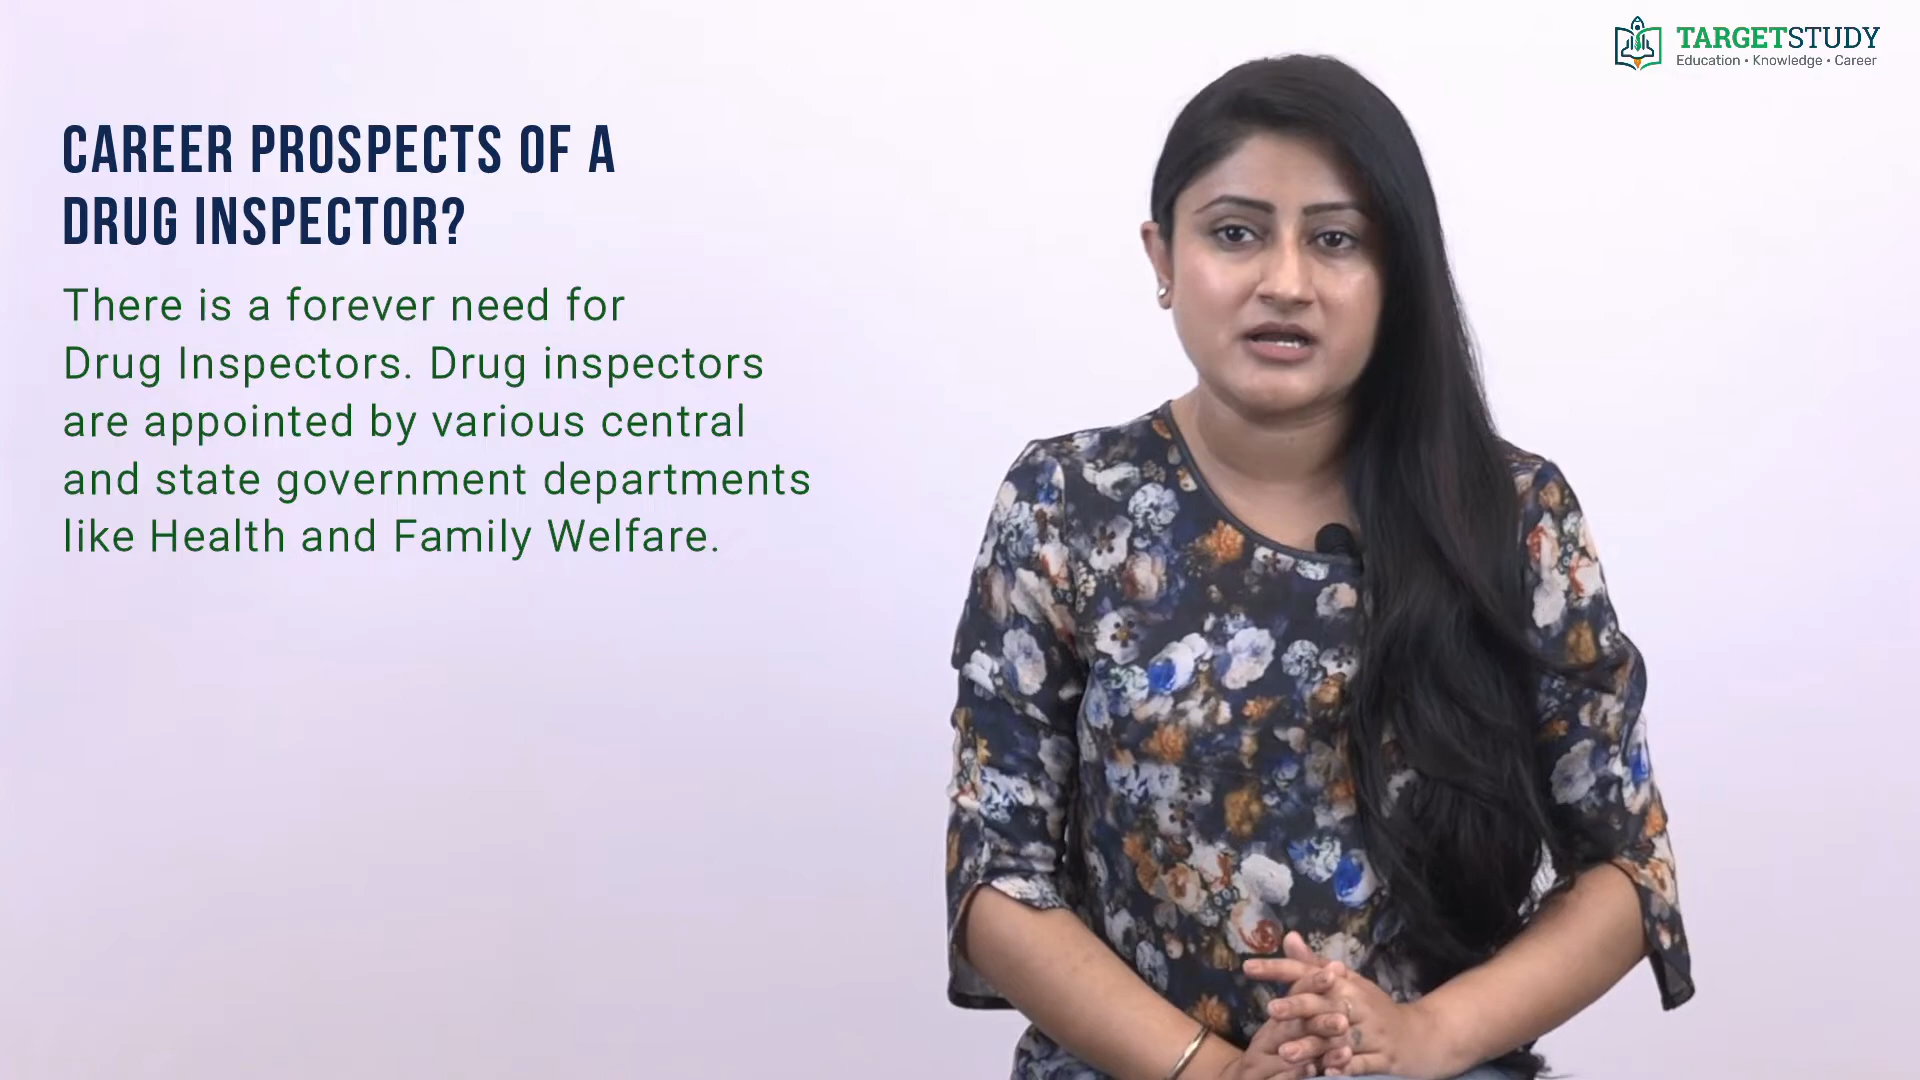 TARGETSTUDY
Education • Knowledge • Career
CAREER PROSPECTS OF A
DRUG INSPECTOR?
There is a forever need for
Drug Inspectors. Drug inspectors
are appointed by various central
and state government departments
like Health and Family Welfare.